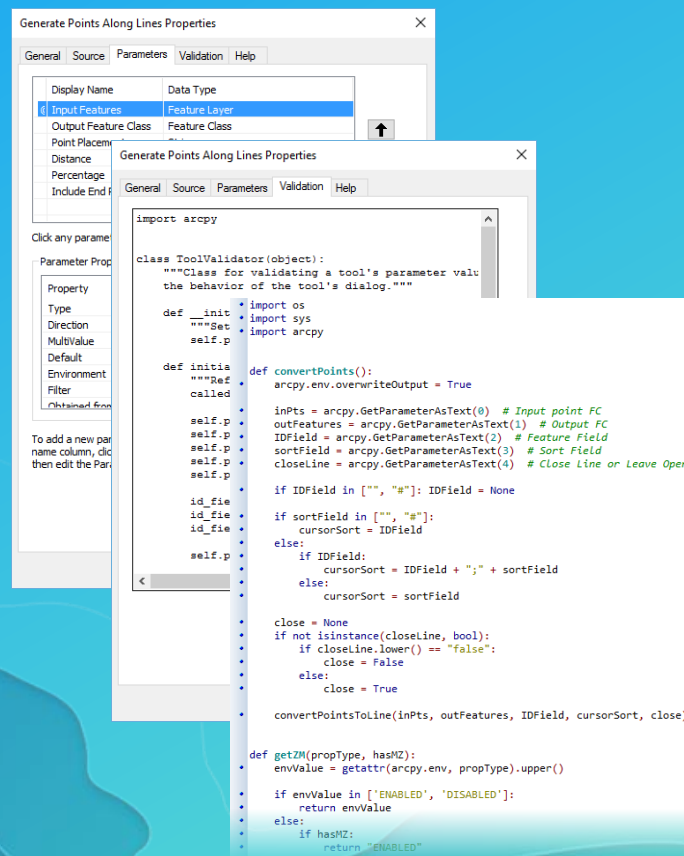 Generate Points Along Lines Properties
General Source Parameters Validation Help
Display Name Data Type
Input Features Feature Layer
Output Feature Class Feature Class
Point
Distance
Percentage
Include End
Click any
Parameter
Property
Type
Direction
MultiValue
Default
Environment
Filter
Obtained from
To add a new
name column,
then edit the
Generate Points Along Lines Properties
General Source Parameters Validation Help
import arcpy
class ToolValidator(object):
"""Class for validating a tool's parameter valu
the behavior of the tool's dialog."""
def __init
"""Set
self.p
def initia
"""Ref
called
self.p
self.p
self.p
self.p
self.p
id_fie
id_fie
id_fie
self.p
import os
import sys
import arcpy
def convertPoints():
arcpy.env.overwriteOutput = True
inPts = arcpy.GetParameterAsText(0) # Input point FC
outFeatures = arcpy.GetParameterAsText(1) # Output FC
IDField = arcpy.GetParameterAsText(2) # Feature Field
sortField = arcpy.GetParameterAsText(3) # Sort Field
closeLine = arcpy.GetParameterAsText(4) # Close Line or Leave Open
if IDField in ["", "#"]: IDField = None
if sortField in ["", "#"]:
cursorSort = IDField
else:
if IDField:
cursorSort = IDField + ";" + sortField
else:
cursorSort = sortField
close = None
if not isinstance(closeLine, bool):
if closeLine.lower() == "false":
close = False
else:
close = True
convertPointsToLine(inPts, outFeatures, IDField, cursorSort, close)
def getZM(propType, hasMZ):
envValue = getattr(arcpy.env, propType).upper()
if envValue in ['ENABLED', 'DISABLED']:
return envValue
else:
if hasMZ:
return "ENABLED"